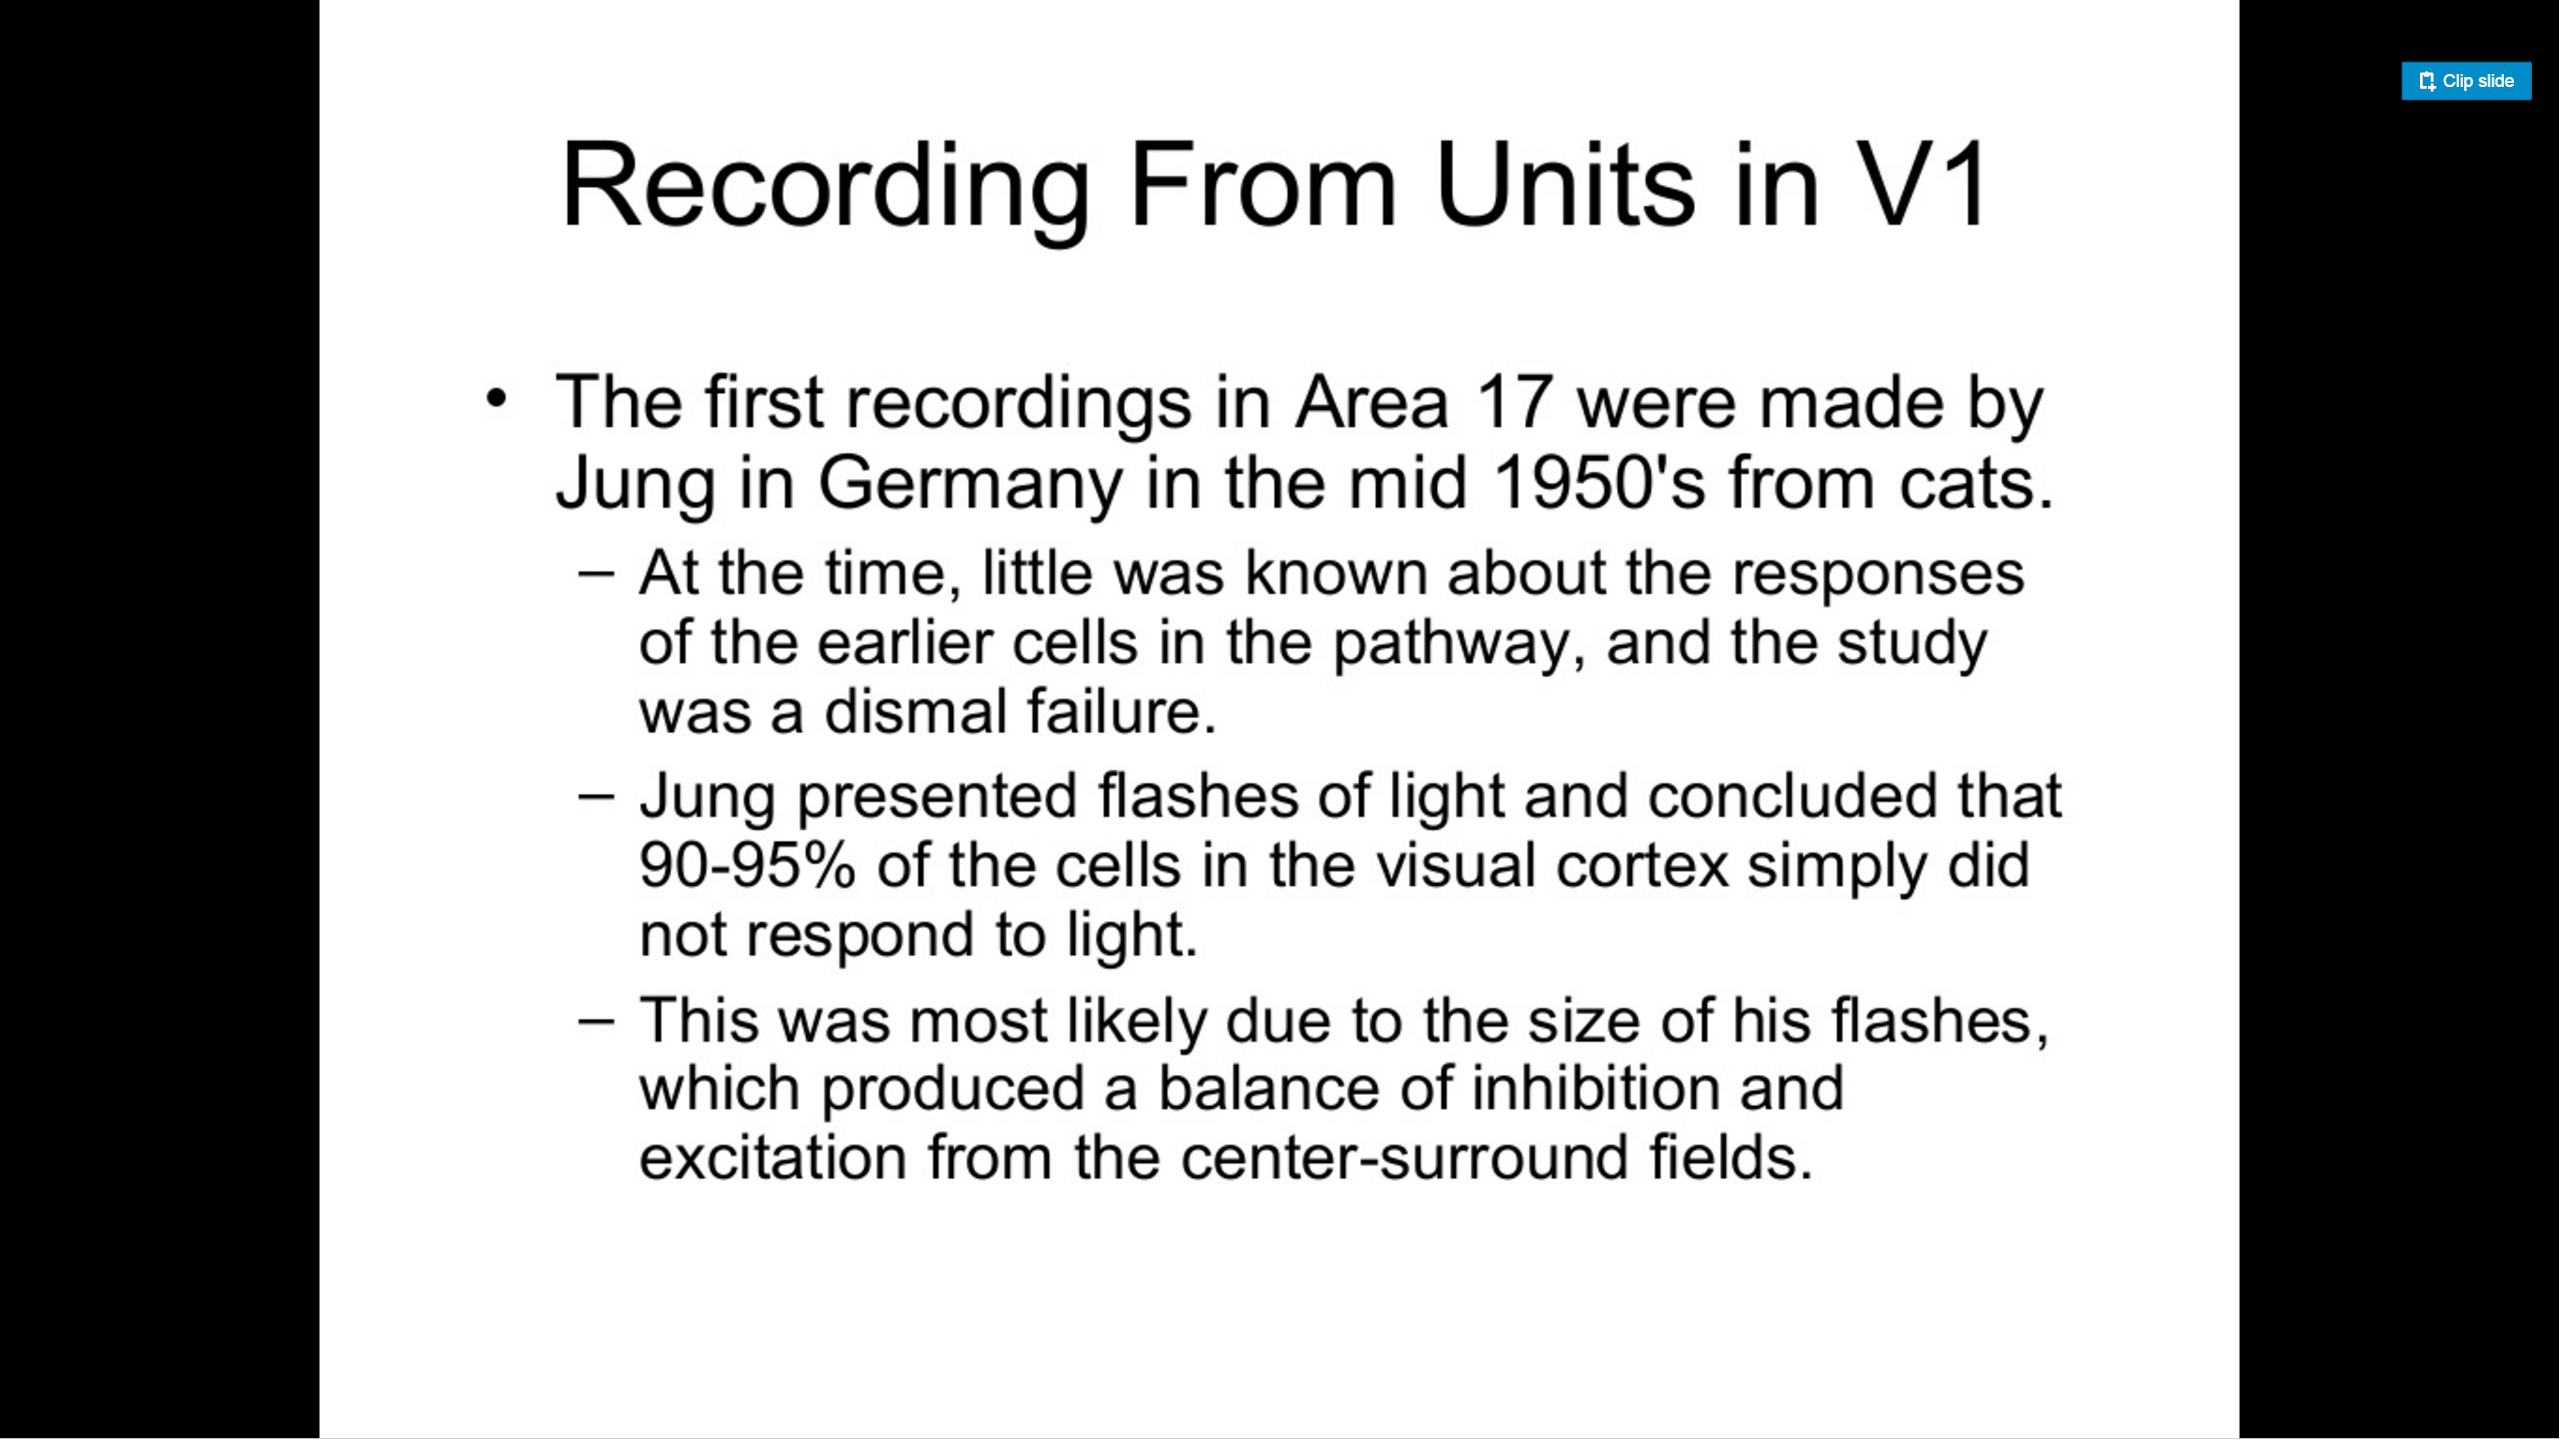 Clip slide
Recording From Units in V1
• The first recordings in Area 17 were made by
Jung in Germany in the mid 1950's from cats.
– At the time, little was known about the responses
of the earlier cells in the pathway, and the study
was a dismal failure.
– Jung presented flashes of light and concluded that
90-95% of the cells in the visual cortex simply did
not respond to light.
– This was most likely due to the size of his flashes,
which produced a balance of inhibition and
excitation from the center-surround fields.